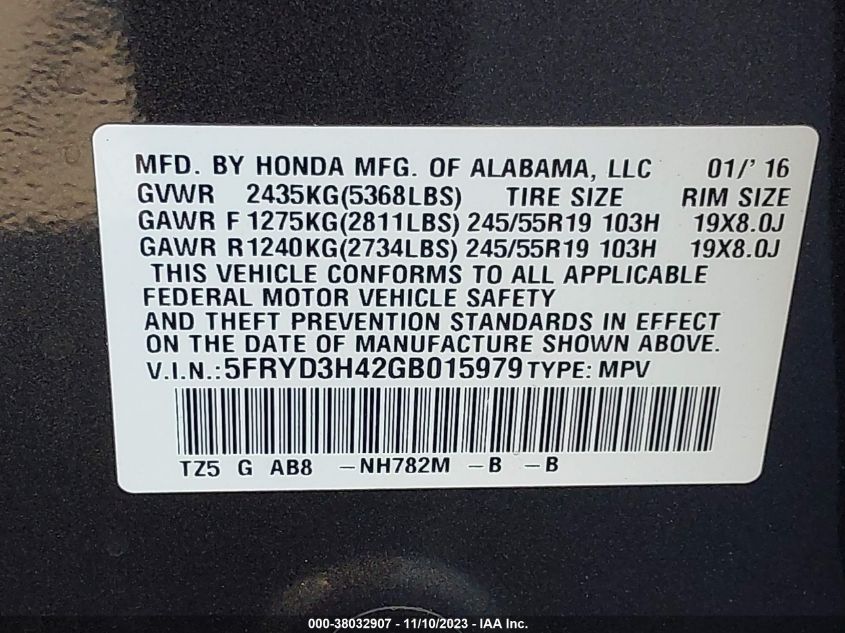 MFD. BY HONDA MFG. OF ALABAMA, LLC 01/' 16
GVWR 2435KG(5368LBS) TIRE SIZE RIM SIZE
GAWR F 1275KG(2811LBS) 245/55R19 103H 19X8.0J
GAWR R1240KG(2734LBS) 245/55R19 103H 19X8.0J
THIS VEHICLE CONFORMS TO ALL APPLICABLE
FEDERAL MOTOR VEHICLE SAFETY
AND THEFT PREVENTION STANDARDS IN EFFECT
ON THE DATE OF MANUFACTURE SHOWN ABOVE.
V.I.N.: 5FRYD3H42GB015979 TYPE: MPV
TZ5 G AB8 -NH782M -B -B
000-38032907 - 11/10/2023 - IAAI.com